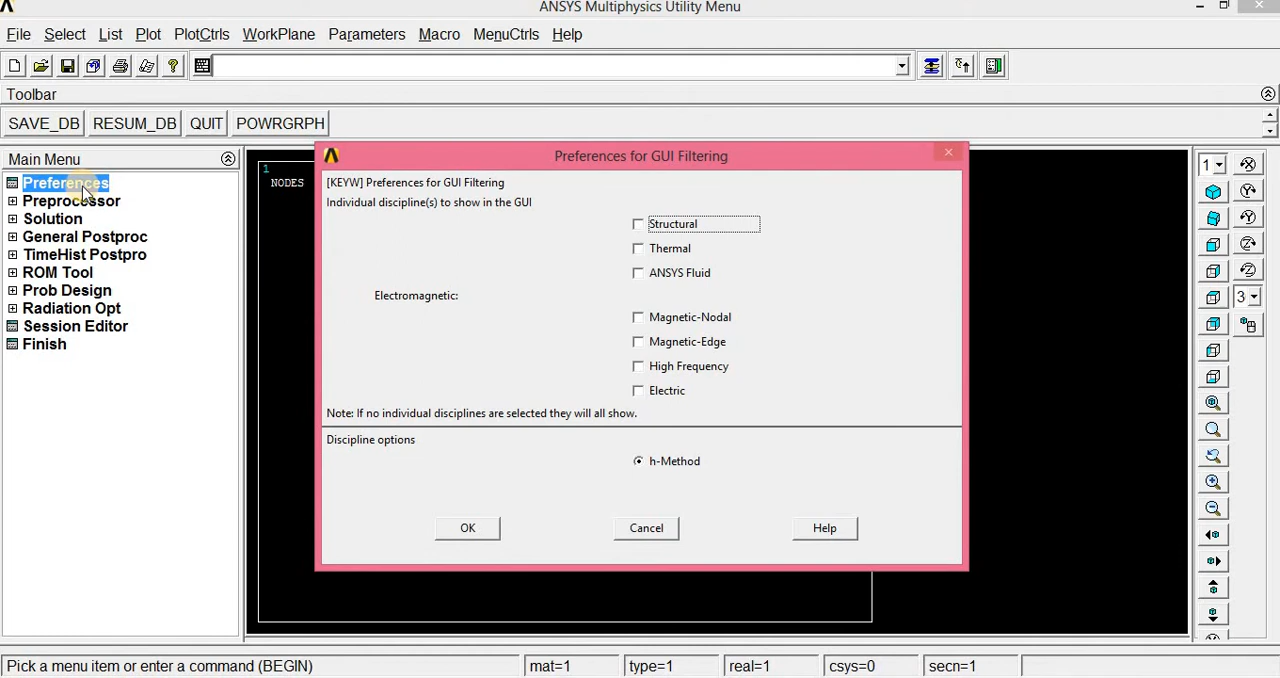 ANSYS Multiphysics Utility Menu
File Select List Plot PlotCtrls WorkPlane Parameters Macro MenuCtrls Help
Toolbar
SAVE_DB RESUM_DB QUIT POWRGRPH
Main Menu
Preferences
Preprocessor
Solution
General Postproc
TimeHist Postpro
ROM Tool
Prob Design
Radiation Opt
Session Editor
Finish
1
NODES
Preferences for GUI Filtering
[KEYW] Preferences for GUI Filtering
Individual discipline(s) to show in the GUI
Structural
Thermal
ANSYS Fluid
Electromagnetic:
Magnetic-Nodal
Magnetic-Edge
High Frequency
Electric
Note: If no individual disciplines are selected they will all show.
Discipline options
h-Method
OK Cancel Help
1
3
Pick a menu item or enter a command (BEGIN) mat=1 type=1 real=1 csys=0 secn=1